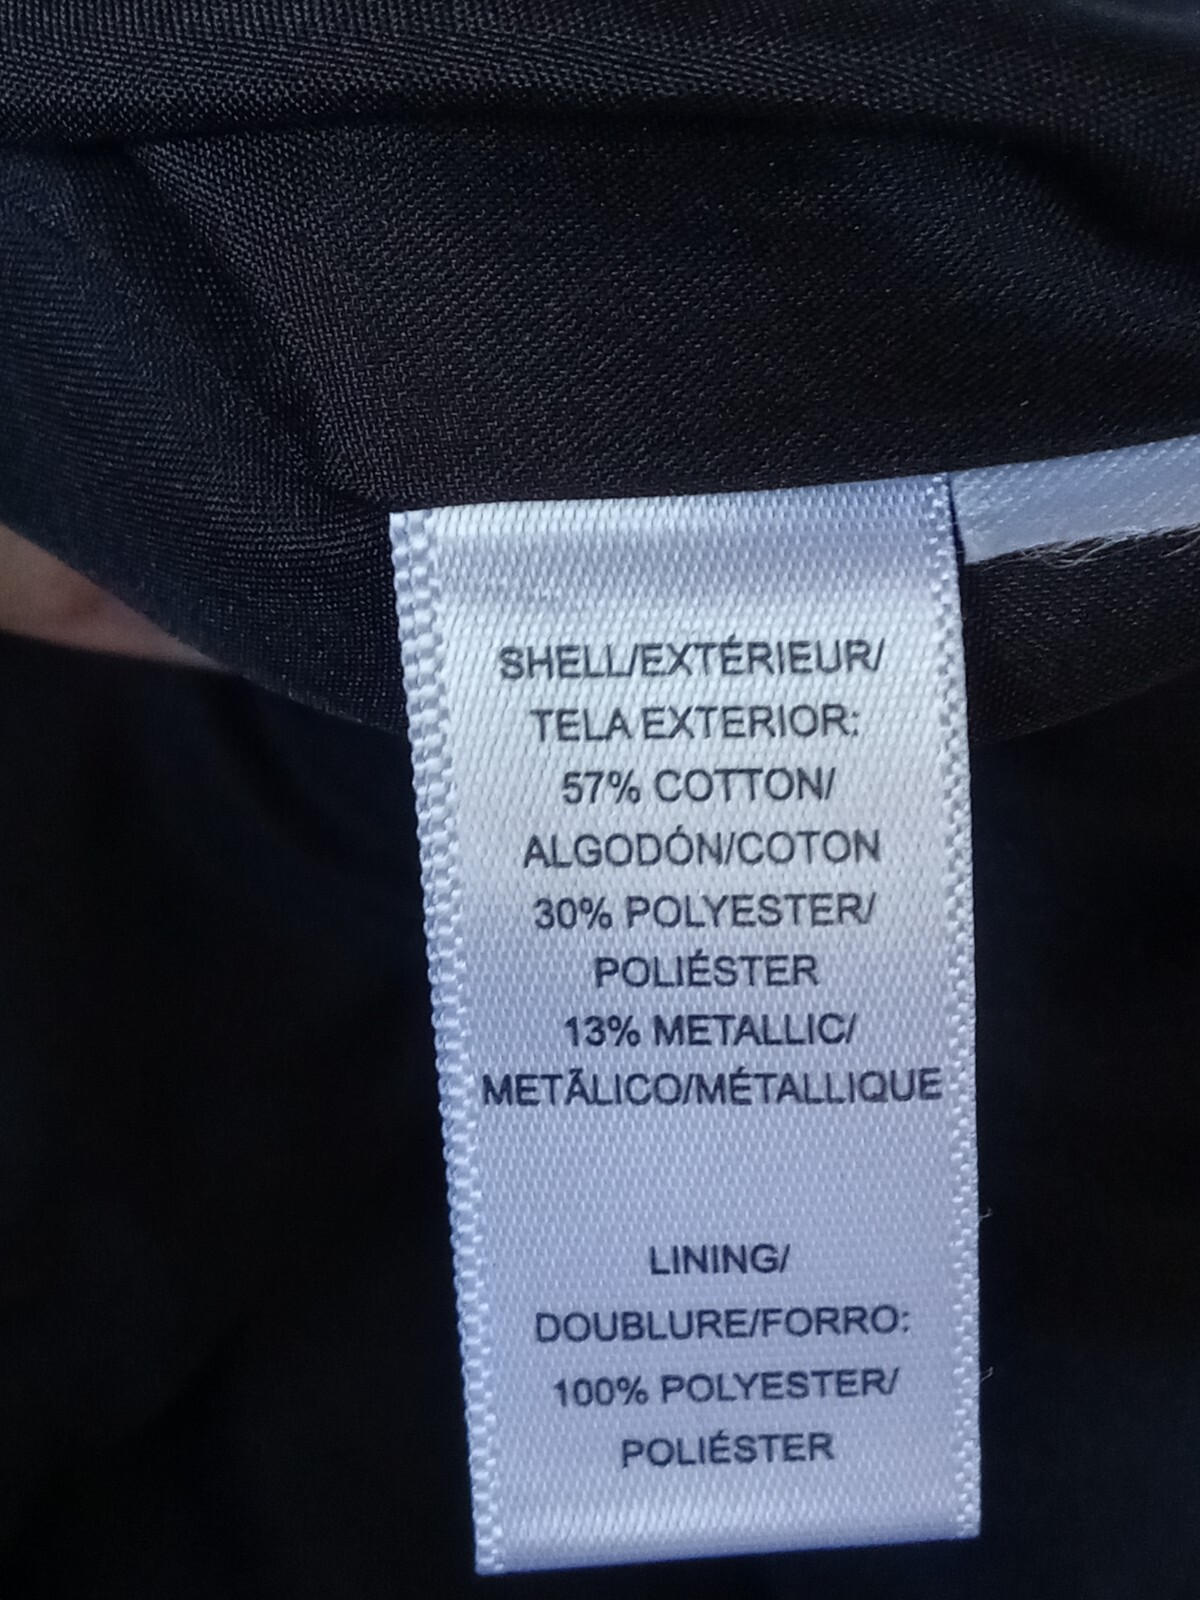 SHELL/EXTÉRIEUR/
TELA EXTERIOR:
57% COTTON/
ALGODÓN/COTON
30% POLYESTER/
POLIÉSTER
13% METALLIC/
METÃLICO/MÉTALLIQUE
LINING/
DOUBLURE/FORRO:
100% POLYESTER/
POLIÉSTER